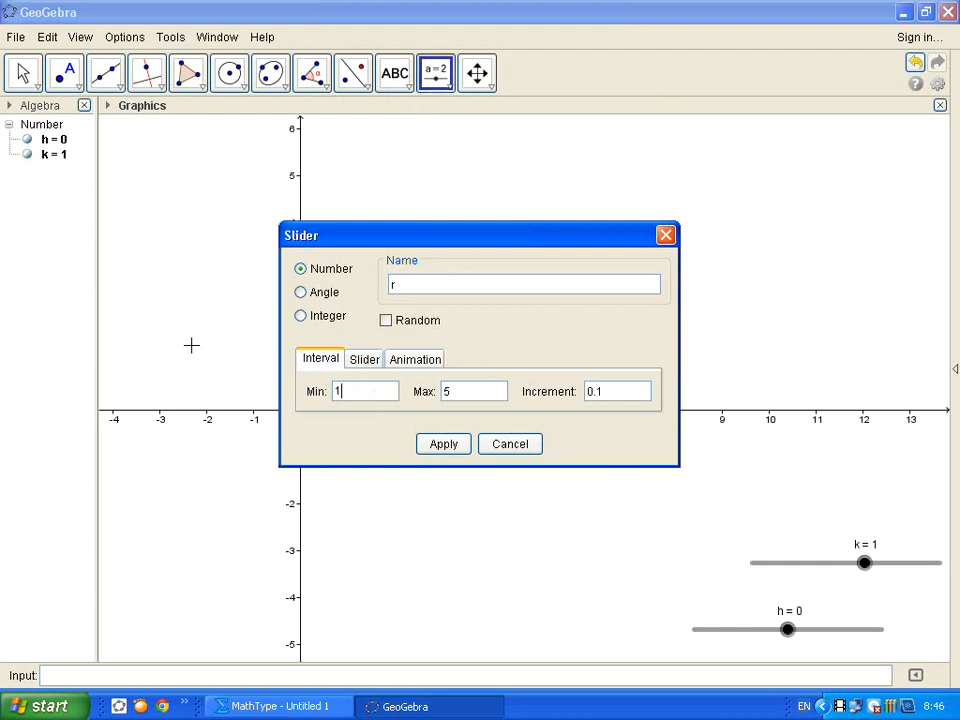 GeoGebra
File Edit View Options Tools Window Help Sign in...
A ABC a=2
Algebra Graphics
Number
h = 0
k = 1
6
5
Slider
Number
Angle
Integer
Name
r
Random
Interval Slider Animation
Min: 1 Max: 5 Increment: 0.1
Apply Cancel
-4 -3 -2 -1 9 10 11 12 13
-2
-3
-4
-5
k = 1
h = 0
Input:
start MathType - Untitled 1 GeoGebra EN 8:46